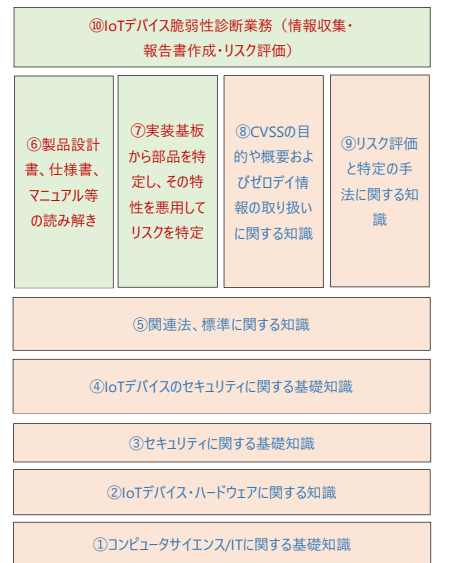 ⑩IoTデバイス脆弱性診断業務（情報収集・
報告書作成・リスク評価）
⑥製品設計
書、仕様書、
マニュアル等
の読み解き
⑦実装基板
から部品を特
定し、その特
性を悪用して
リスクを特定
⑧CVSSの目
的や概要およ
びゼロデイ情
報の取り扱い
に関する知識
⑨リスク評価
と特定の手
法に関する知
識
⑤関連法、標準に関する知識
④IoTデバイスのセキュリティに関する基礎知識
③セキュリティに関する基礎知識
②IoTデバイス・ハードウェアに関する知識
①コンピュータサイエンス/ITに関する基礎知識